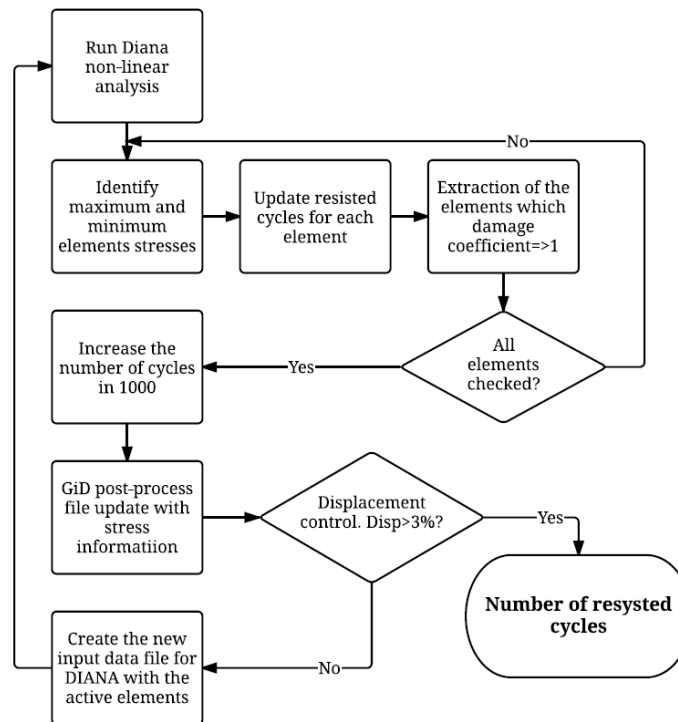 Run Diana
non-linear
analysis
No
Identify
maximum and
minimum
elements stresses
Update resisted
cycles for each
element
Extraction of the
elements which
damage
coefficient=>1
All
elements
checked?
Yes
Increase the
number of cycles
in 1000
GiD post-process
file update with
stress
informatiion
Displacement
control. Disp>3%?
Yes
Number of resysted
cycles
No
Create the new
input data file for
DIANA with the
active elements